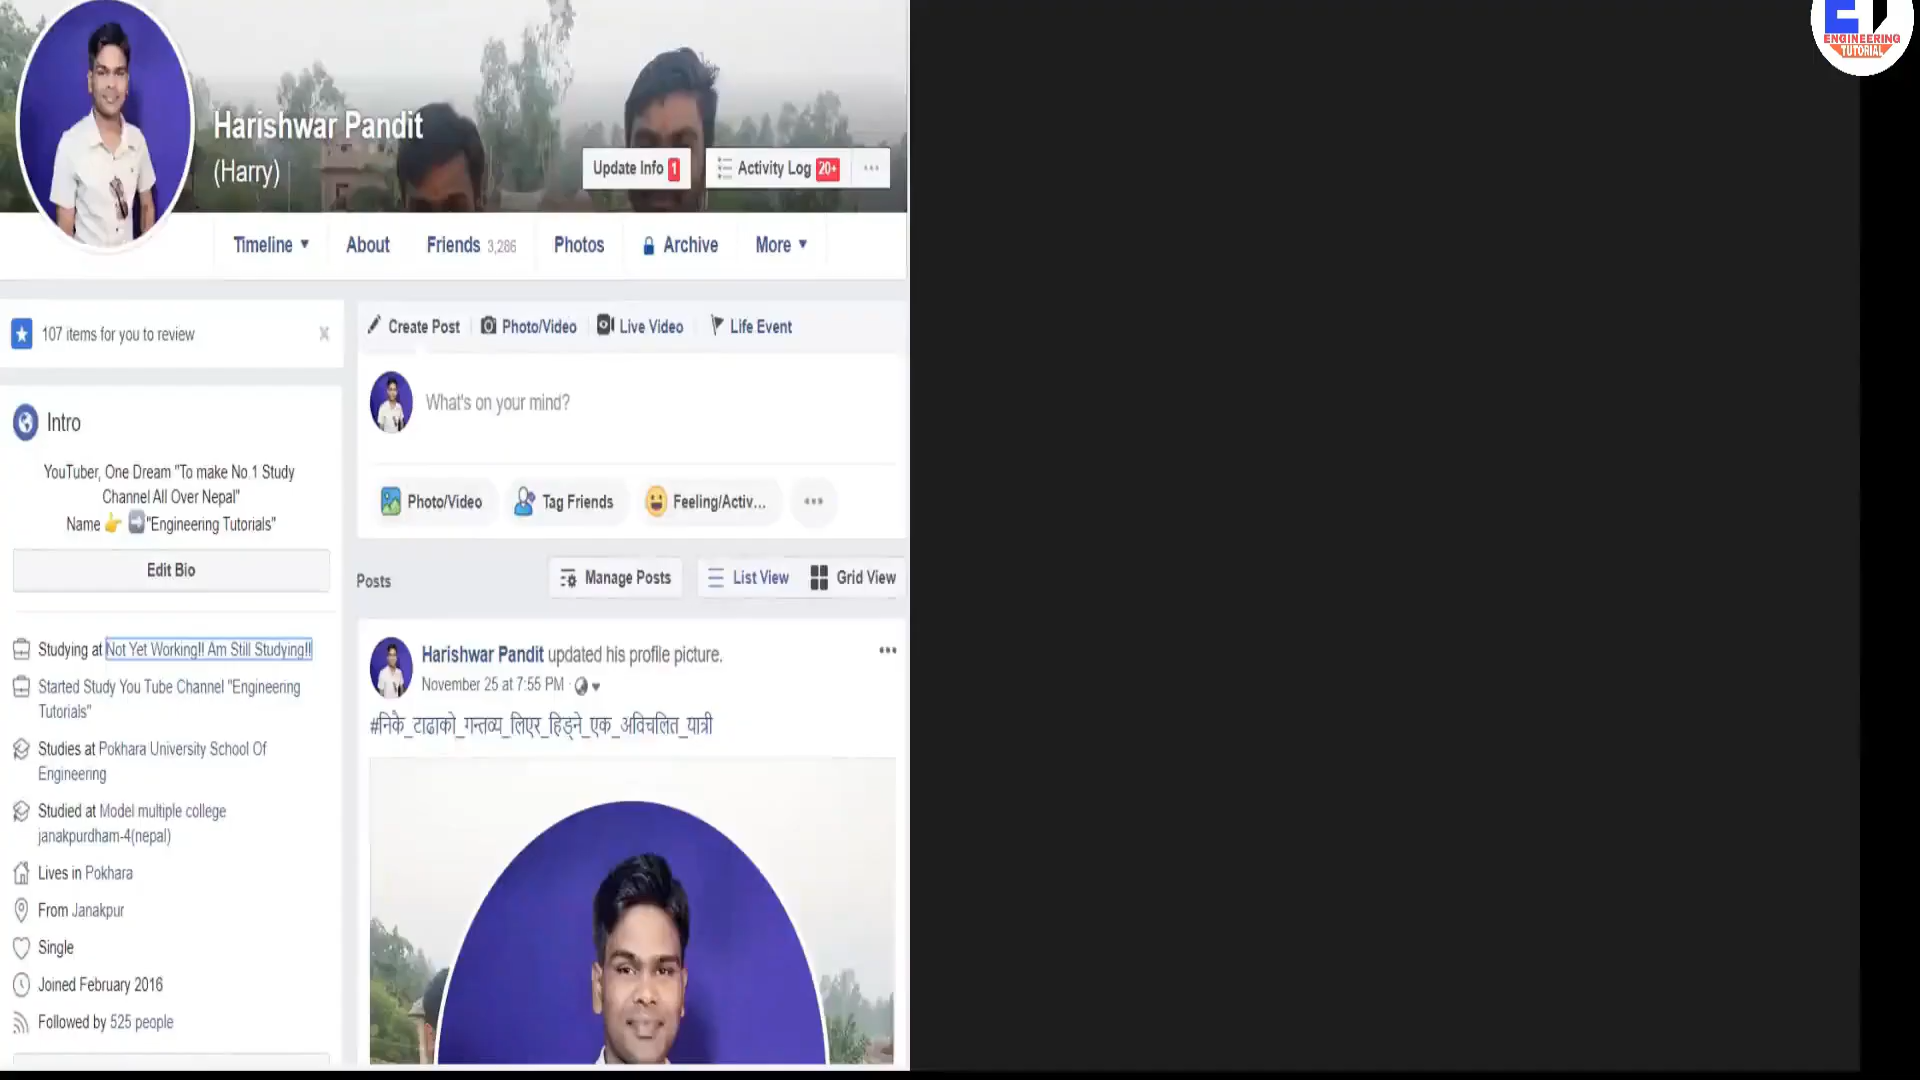 ENGINEERING
TUTORIAL
Harishwar Pandit
(Harry)
Update Info 1
Activity Log 20+
Timeline
About
Friends 3,286
Photos
Archive
More
107 items for you to review
Create Post
Photo/Video
Live Video
Life Event
What's on your mind?
Intro
YouTuber, One Dream "To make No.1 Study
Channel All Over Nepal"
Name 👉 ➡️"Engineering Tutorials"
Edit Bio
Photo/Video
Tag Friends
Feeling/Activ...
Posts
Manage Posts
List View
Grid View
Studying at Not Yet Working!! Am Still Studying!!
Started Study You Tube Channel "Engineering
Tutorials"
Studies at Pokhara University School Of
Engineering
Studied at Model multiple college
janakpurdham-4(nepal)
Lives in Pokhara
From Janakpur
Single
Joined February 2016
Followed by 525 people
Harishwar Pandit updated his profile picture.
November 25 at 7:55 PM ·
#निकै_टाढाको_गन्तव्य_लिएर_हिड्ने_एक_अविचलित_यात्री